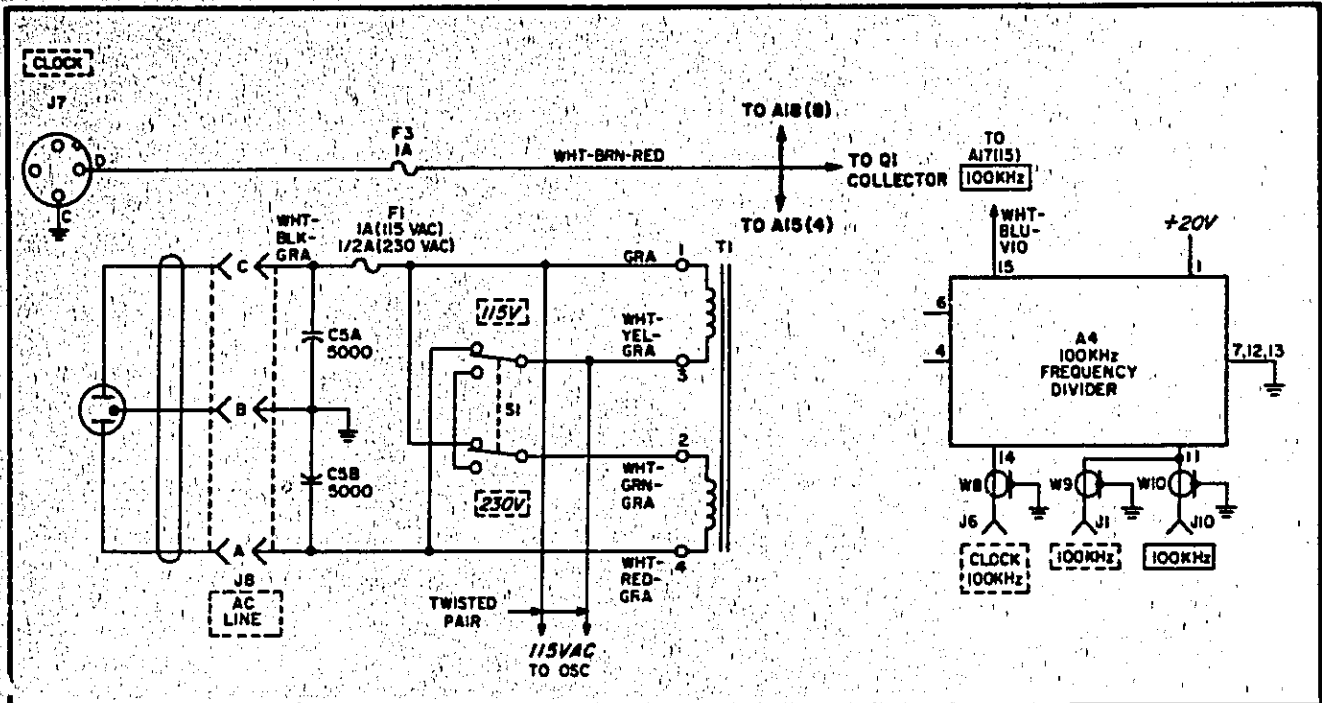 CLOCK
J7
D
C
F3
1A
WHT-BRN-RED
TO A18(8)
TO Q1
COLLECTOR
TO A15(4)
TO
A17(15)
100KHz
WHT-
BLU-
VIO
+20V
15
1
6
4
A4
100KHz
FREQUENCY
DIVIDER
7,12,13
14
11
W8
W9
W10
J6
J1
J10
CLOCK
100KHz
100KHz
100KHz
WHT-
BLK-
GRA
F1
1A(115 VAC)
1/2A(230 VAC)
C
B
A
C5A
5000
C5B
5000
J8
AC
LINE
115V
S1
230V
GRA
1
T1
WHT-
YEL-
GRA
3
2
WHT-
GRN-
GRA
4
WHT-
RED-
GRA
TWISTED
PAIR
115VAC
TO OSC